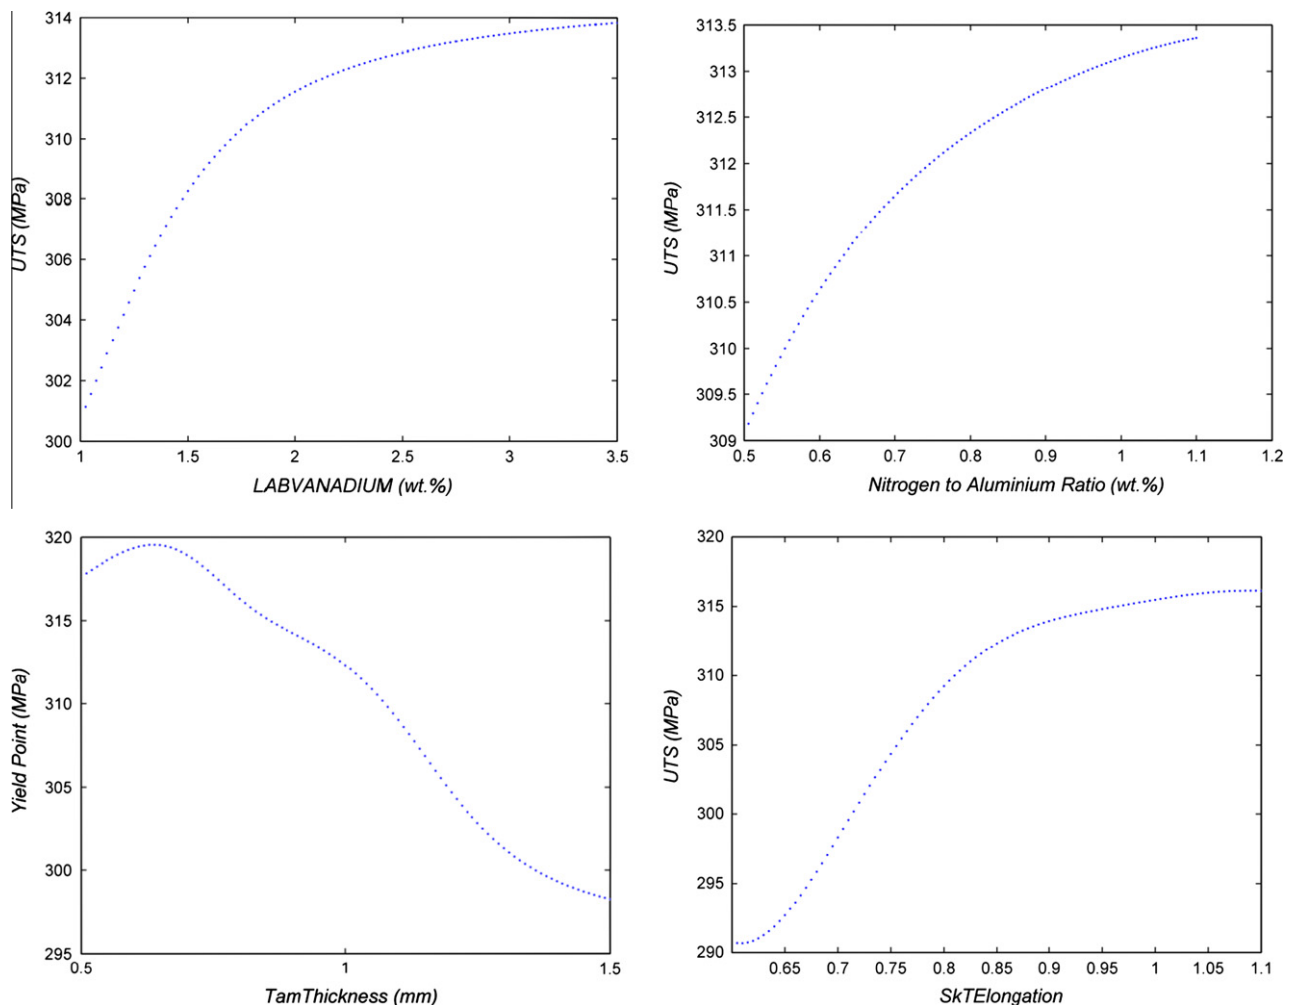 314
312
310
308
306
304
302
300
UTS (MPa)
1 1.5 2 2.5 3 3.5
LABVANADIUM (wt.%)
313.5
313
312.5
312
311.5
311
310.5
310
309.5
309
UTS (MPa)
0.5 0.6 0.7 0.8 0.9 1 1.1 1.2
Nitrogen to Aluminium Ratio (wt.%)
320
315
310
305
300
295
Yield Point (MPa)
0.5 1 1.5
TamThickness (mm)
320
315
310
305
300
295
290
UTS (MPa)
0.65 0.7 0.75 0.8 0.85 0.9 0.95 1 1.05 1.1
SkTElongation